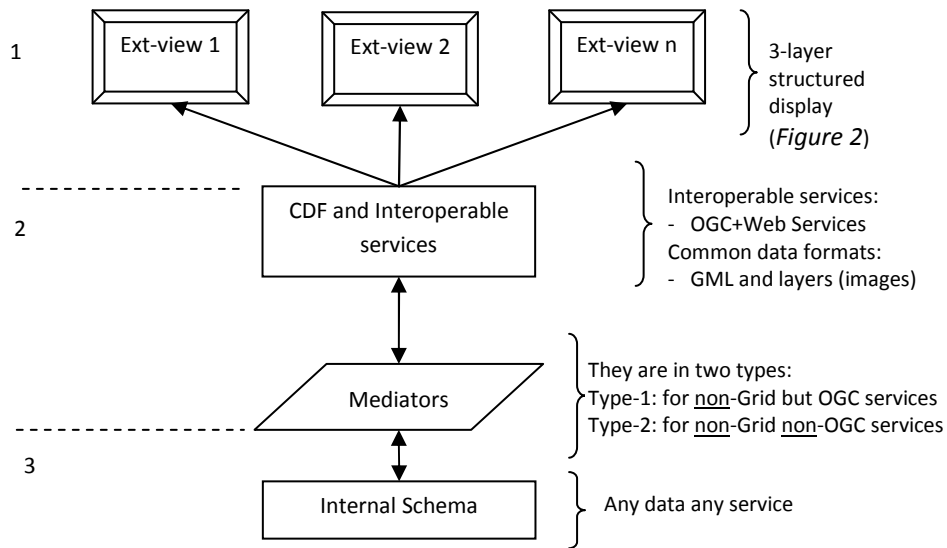 1
Ext-view 1
Ext-view 2
Ext-view n
3-layer
structured
display
(Figure 2)
2
CDF and Interoperable
services
Interoperable services:
- OGC+Web Services
Common data formats:
- GML and layers (images)
Mediators
They are in two types:
Type-1: for non-Grid but OGC services
Type-2: for non-Grid non-OGC services
3
Internal Schema
Any data any service